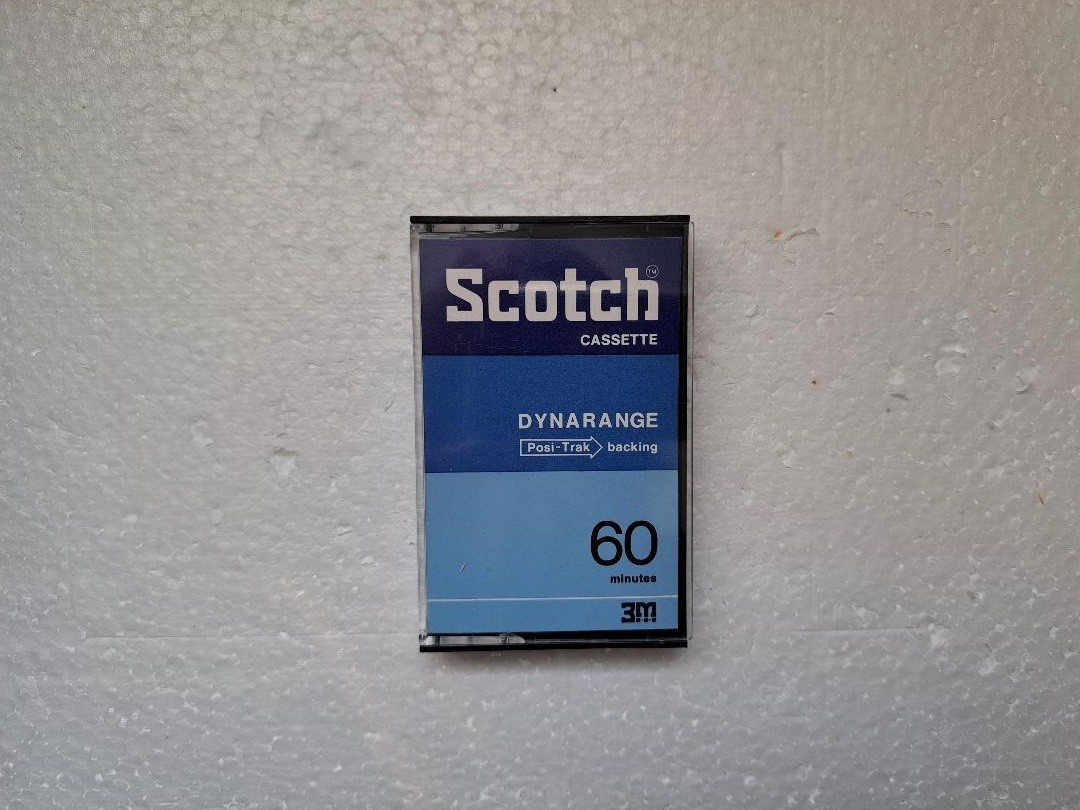 Scotch™
CASSETTE
DYNARANGE
Posi-Trak backing
60
minutes
3M